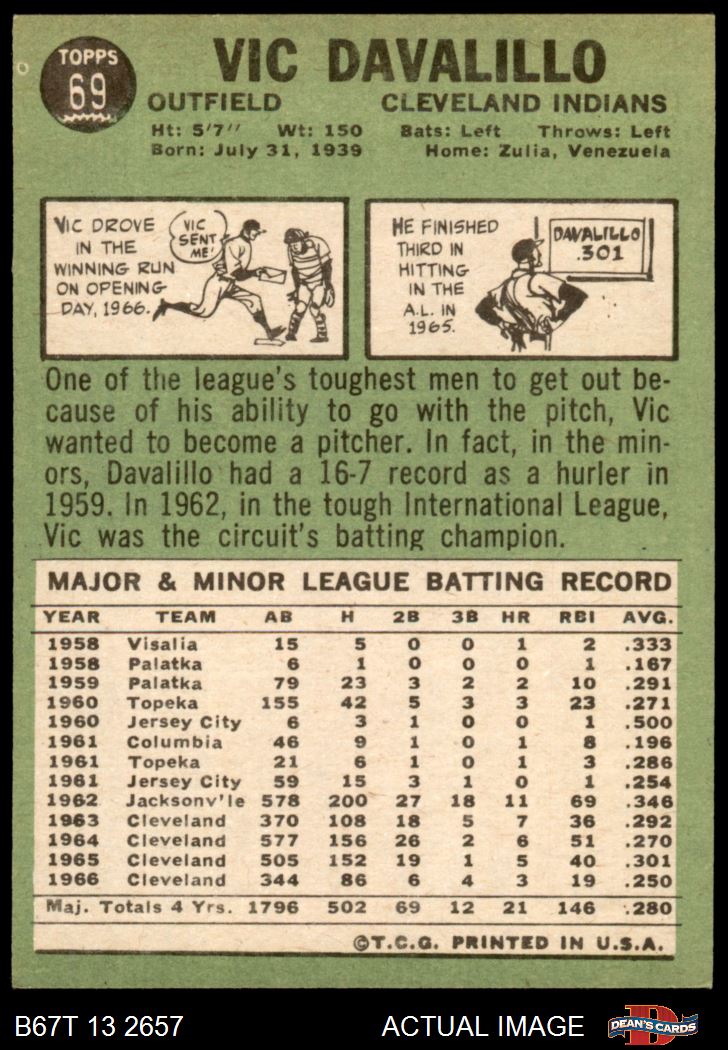 TOPPS
69
VIC DAVALILLO
OUTFIELD CLEVELAND INDIANS
Ht: 5'7" Wt: 150 Bats: Left Throws: Left
Born: July 31, 1939 Home: Zulia, Venezuela
VIC DROVE
IN THE
WINNING RUN
ON OPENING
DAY, 1966.
VIC
SENT
ME!
HE FINISHED
THIRD IN
HITTING
IN THE
A.L. IN
1965.
DAVALILLO
.301
One of the league's toughest men to get out be-
cause of his ability to go with the pitch, Vic
wanted to become a pitcher. In fact, in the min-
ors, Davalillo had a 16-7 record as a hurler in
1959. In 1962, in the tough International League,
Vic was the circuit's batting champion.
MAJOR & MINOR LEAGUE BATTING RECORD
YEAR TEAM AB H 2B 3B HR RBI AVG.
1958 Visalia 15 5 0 0 1 2 .333
1958 Palatka 6 1 0 0 0 1 .167
1959 Palatka 79 23 3 2 2 10 .291
1960 Topeka 155 42 5 3 3 23 .271
1960 Jersey City 6 3 1 0 0 1 .500
1961 Columbia 46 9 1 0 1 8 .196
1961 Topeka 21 6 1 0 1 3 .286
1961 Jersey City 59 15 3 1 0 1 .254
1962 Jacksonv'le 578 200 27 18 11 69 .346
1963 Cleveland 370 108 18 5 7 36 .292
1964 Cleveland 577 156 26 2 6 51 .270
1965 Cleveland 505 152 19 1 5 40 .301
1966 Cleveland 344 86 6 4 3 19 .250
Maj. Totals 4 Yrs. 1796 502 69 12 21 146 .280
©T.C.G. PRINTED IN U.S.A.
B67T 13 2657 ACTUAL IMAGE
DEAN'S CARDS